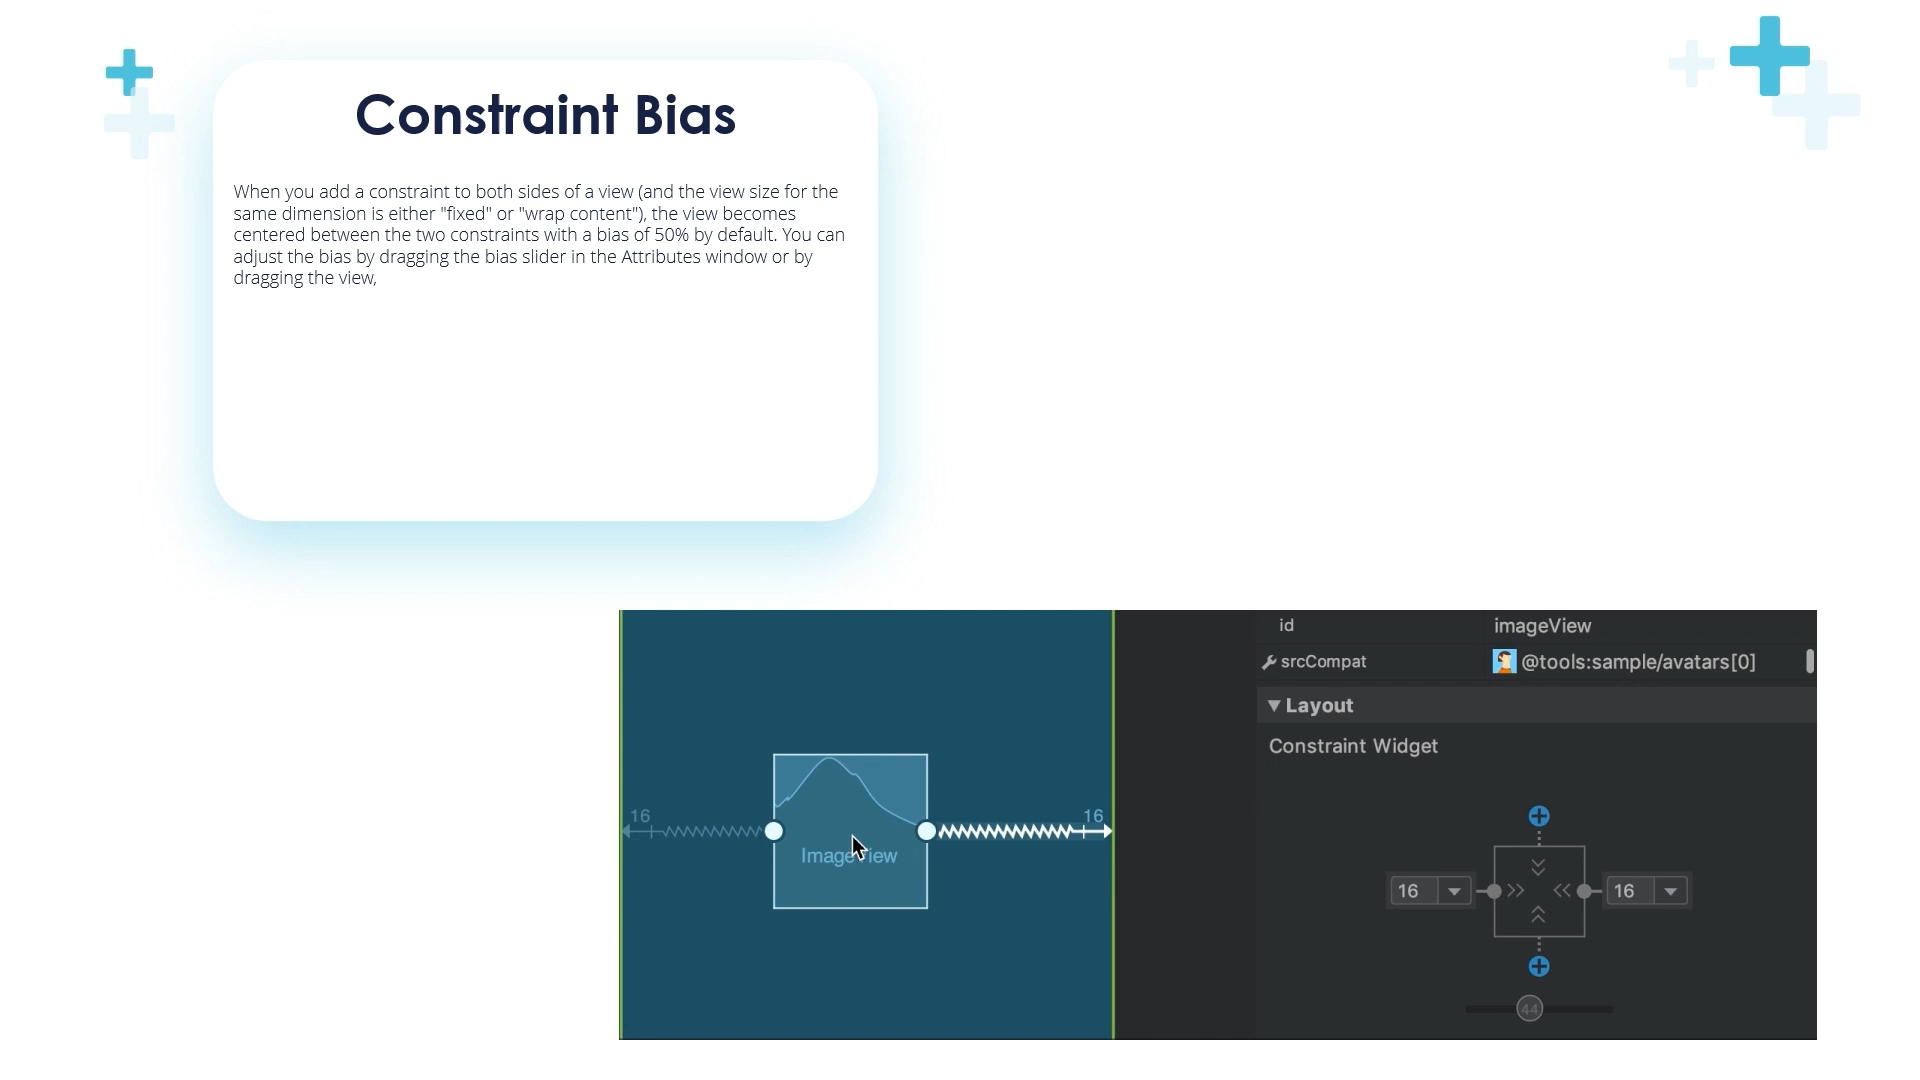 Constraint Bias
When you add a constraint to both sides of a view (and the view size for the
same dimension is either "fixed" or "wrap content"), the view becomes
centered between the two constraints with a bias of 50% by default. You can
adjust the bias by dragging the bias slider in the Attributes window or by
dragging the view,
id imageView
srcCompat @tools:sample/avatars[0]
Layout
Constraint Widget
16 16
ImageView
16 16
44